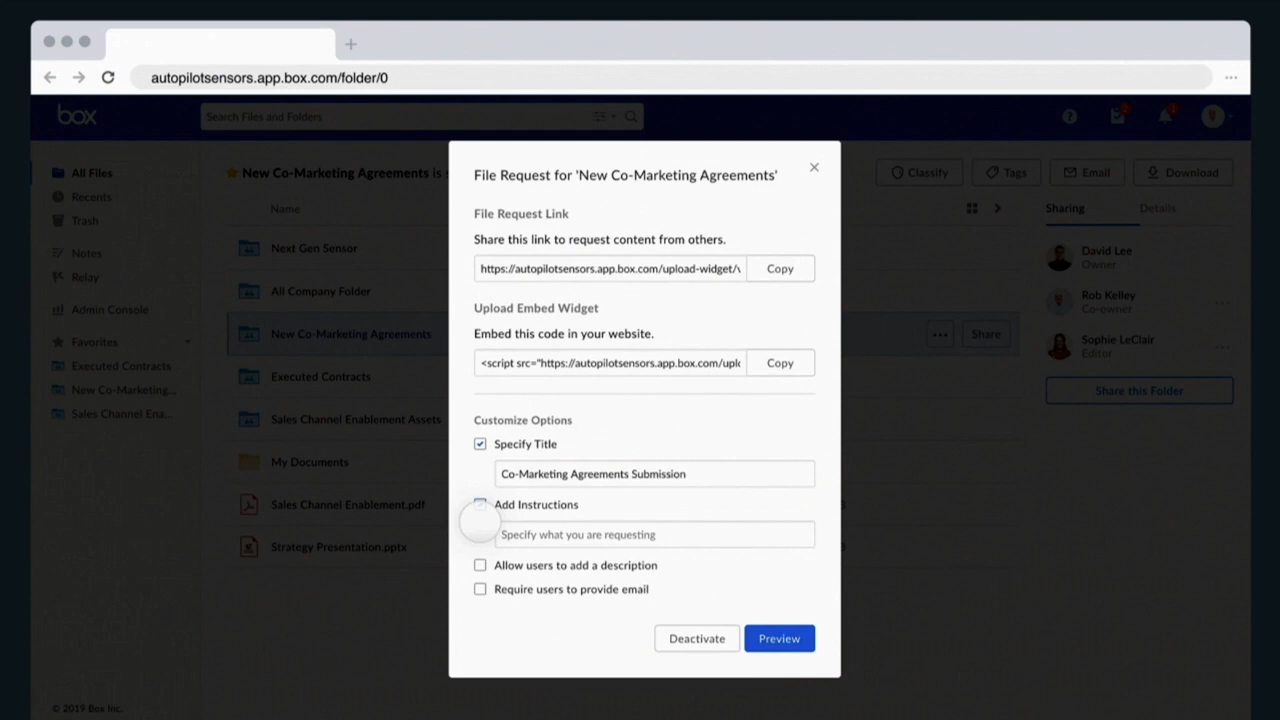 autopilotsensors.app.box.com/folder/0
box
Search Files and Folders
All Files
Recents
Trash
Notes
Relay
Admin Console
Favorites
Executed Contracts
New Co-Marketing...
Sales Channel Ena...
© 2019 Box Inc.
New Co-Marketing Agreements is
Classify
Tags
Email
Download
Name
Next Gen Sensor
All Company Folder
New Co-Marketing Agreements
Share
Executed Contracts
Sales Channel Enablement Assets
My Documents
Sales Channel Enablement.pdf
Strategy Presentation.pptx
File Request for 'New Co-Marketing Agreements'
File Request Link
Share this link to request content from others.
https://autopilotsensors.app.box.com/upload-widget/
Copy
Upload Embed Widget
Embed this code in your website.
<script src="https://autopilotsensors.app.box.com/uplo
Copy
Customize Options
Specify Title
Co-Marketing Agreements Submission
Add Instructions
Specify what you are requesting
Allow users to add a description
Require users to provide email
Deactivate
Preview
Sharing
Details
David Lee
Owner
Rob Kelley
Co-owner
Sophie LeClair
Editor
Share this Folder